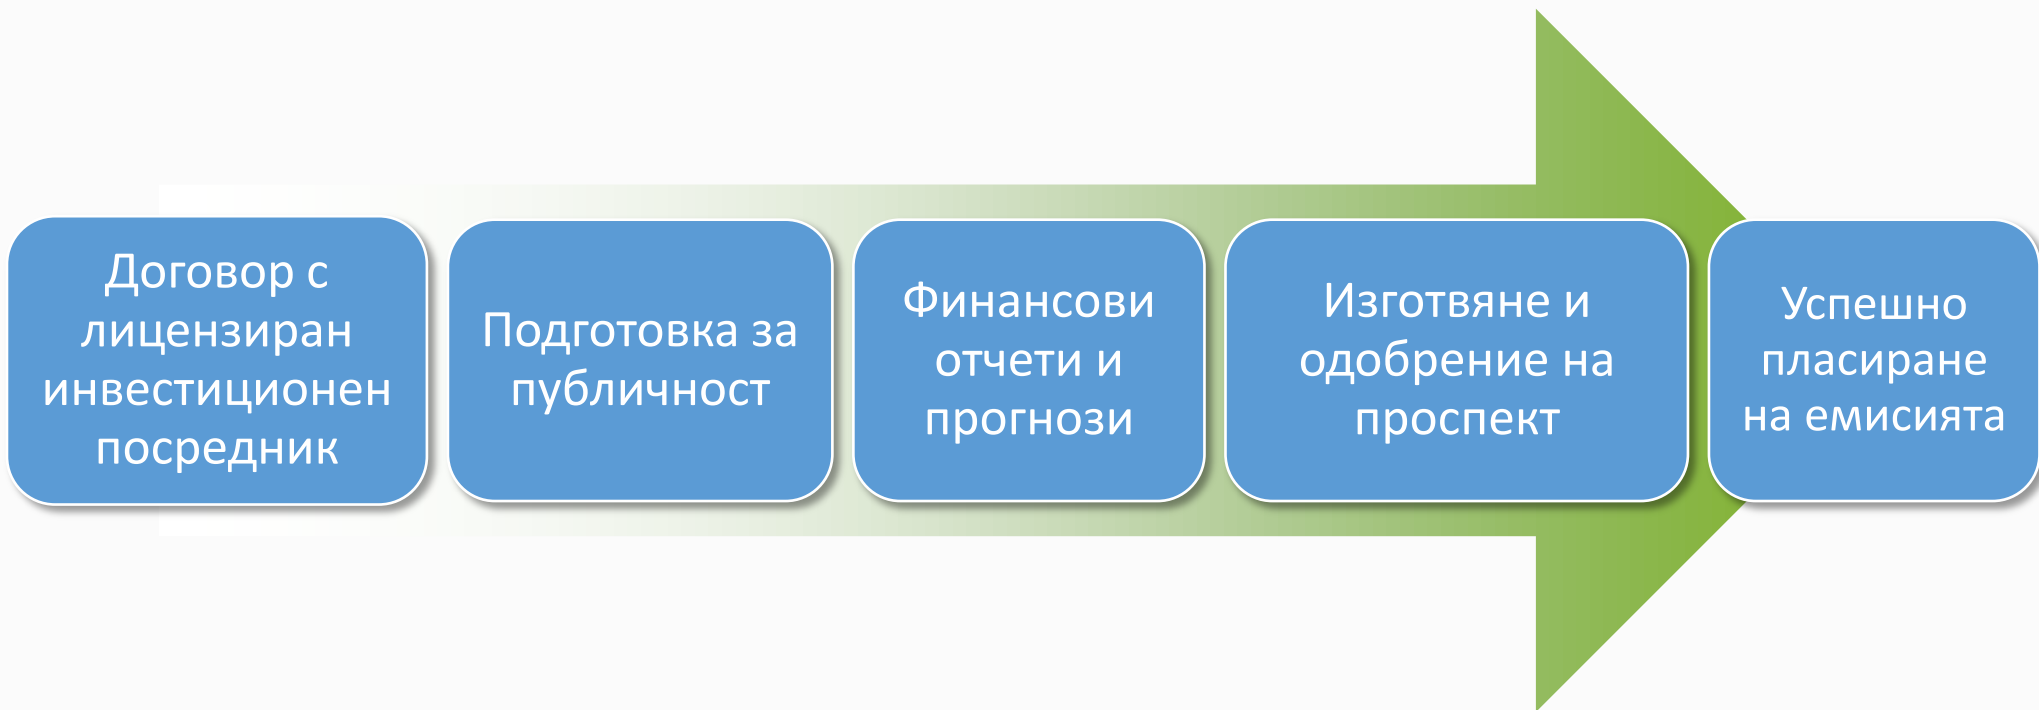 Договор с
лицензиран
инвестиционен
посредник
Подготовка за
публичност
Финансови
отчети и
прогнози
Изготвяне и
одобрение на
проспект
Успешно
пласиране
на емисията